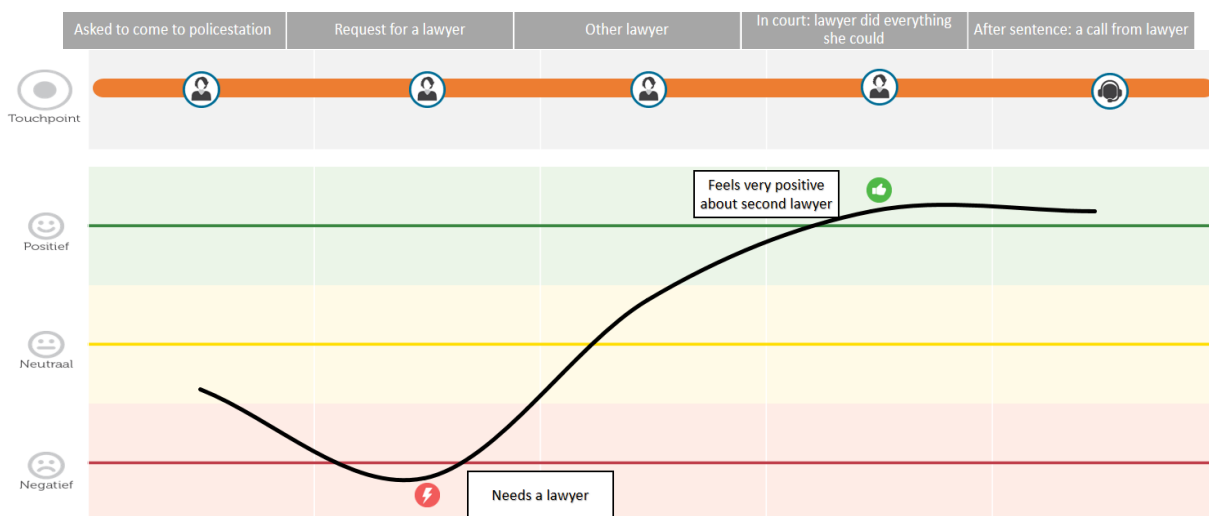 Asked to come to policestation
Request for a lawyer
Other lawyer
In court: lawyer did everything
she could
After sentence: a call from lawyer
Touchpoint
Feels very positive
about second lawyer
Positief
Neutraal
Negatief
Needs a lawyer